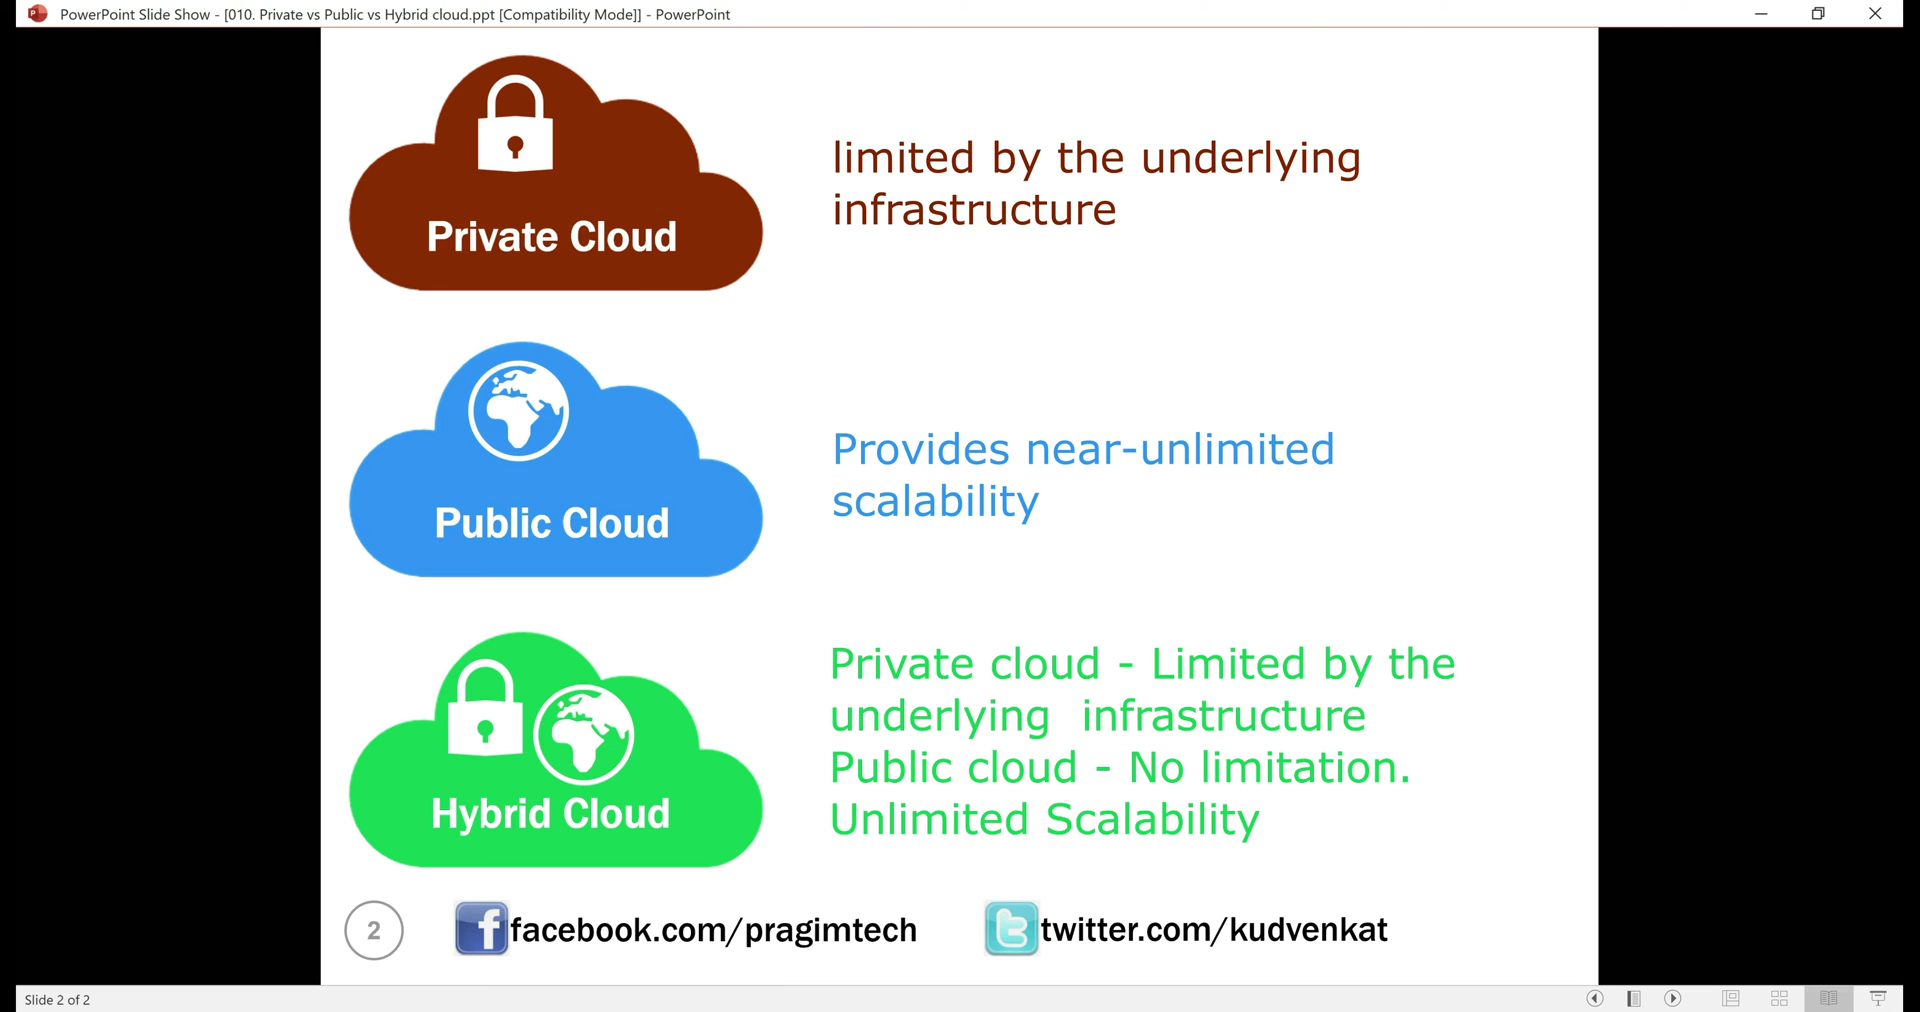 PowerPoint Slide Show - [010. Private vs Public vs Hybrid cloud.ppt [Compatibility Mode]] - PowerPoint
Private Cloud
limited by the underlying
infrastructure
Public Cloud
Provides near-unlimited
scalability
Hybrid Cloud
Private cloud - Limited by the
underlying  infrastructure
Public cloud - No limitation.
Unlimited Scalability
2
facebook.com/pragimtech
twitter.com/kudvenkat
Slide 2 of 2